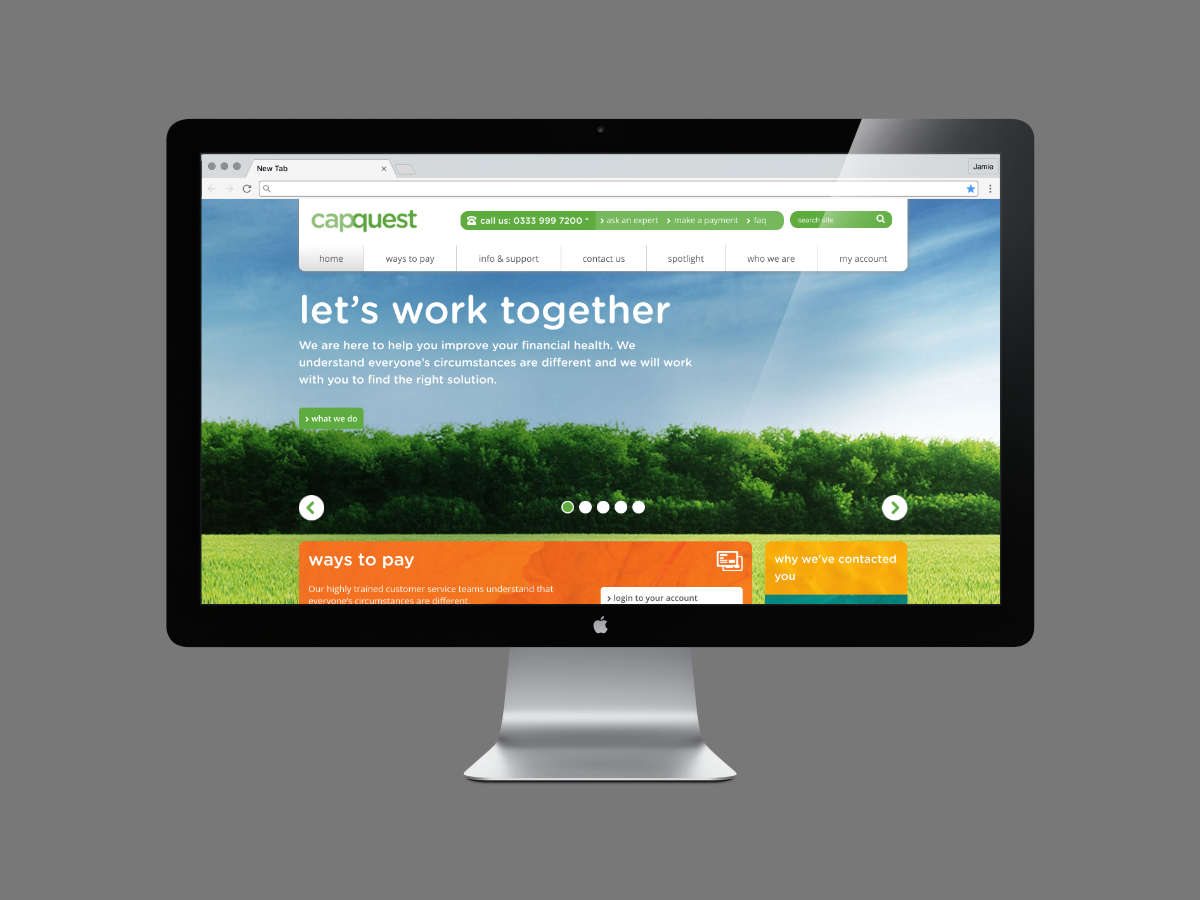 New Tab
Jamie
capquest
call us: 0333 999 7200 *
ask an expert
make a payment
faq
search site
home
ways to pay
info & support
contact us
spotlight
who we are
my account
let's work together
We are here to help you improve your financial health. We
understand everyone's circumstances are different and we will work
with you to find the right solution.
what we do
ways to pay
Our highly trained customer service teams understand that
everyone's circumstances are different
login to your account
why we've contacted
you